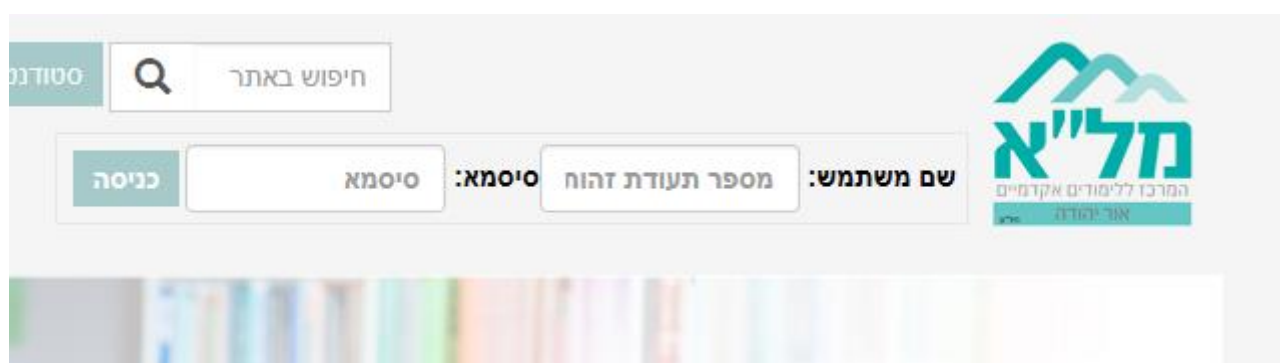 חיפוש באתר
מל״א
המרכז ללימודים אקדמיים
אור יהודה
שם משתמש: מספר תעודת זהות סיסמא: סיסמא כניסה